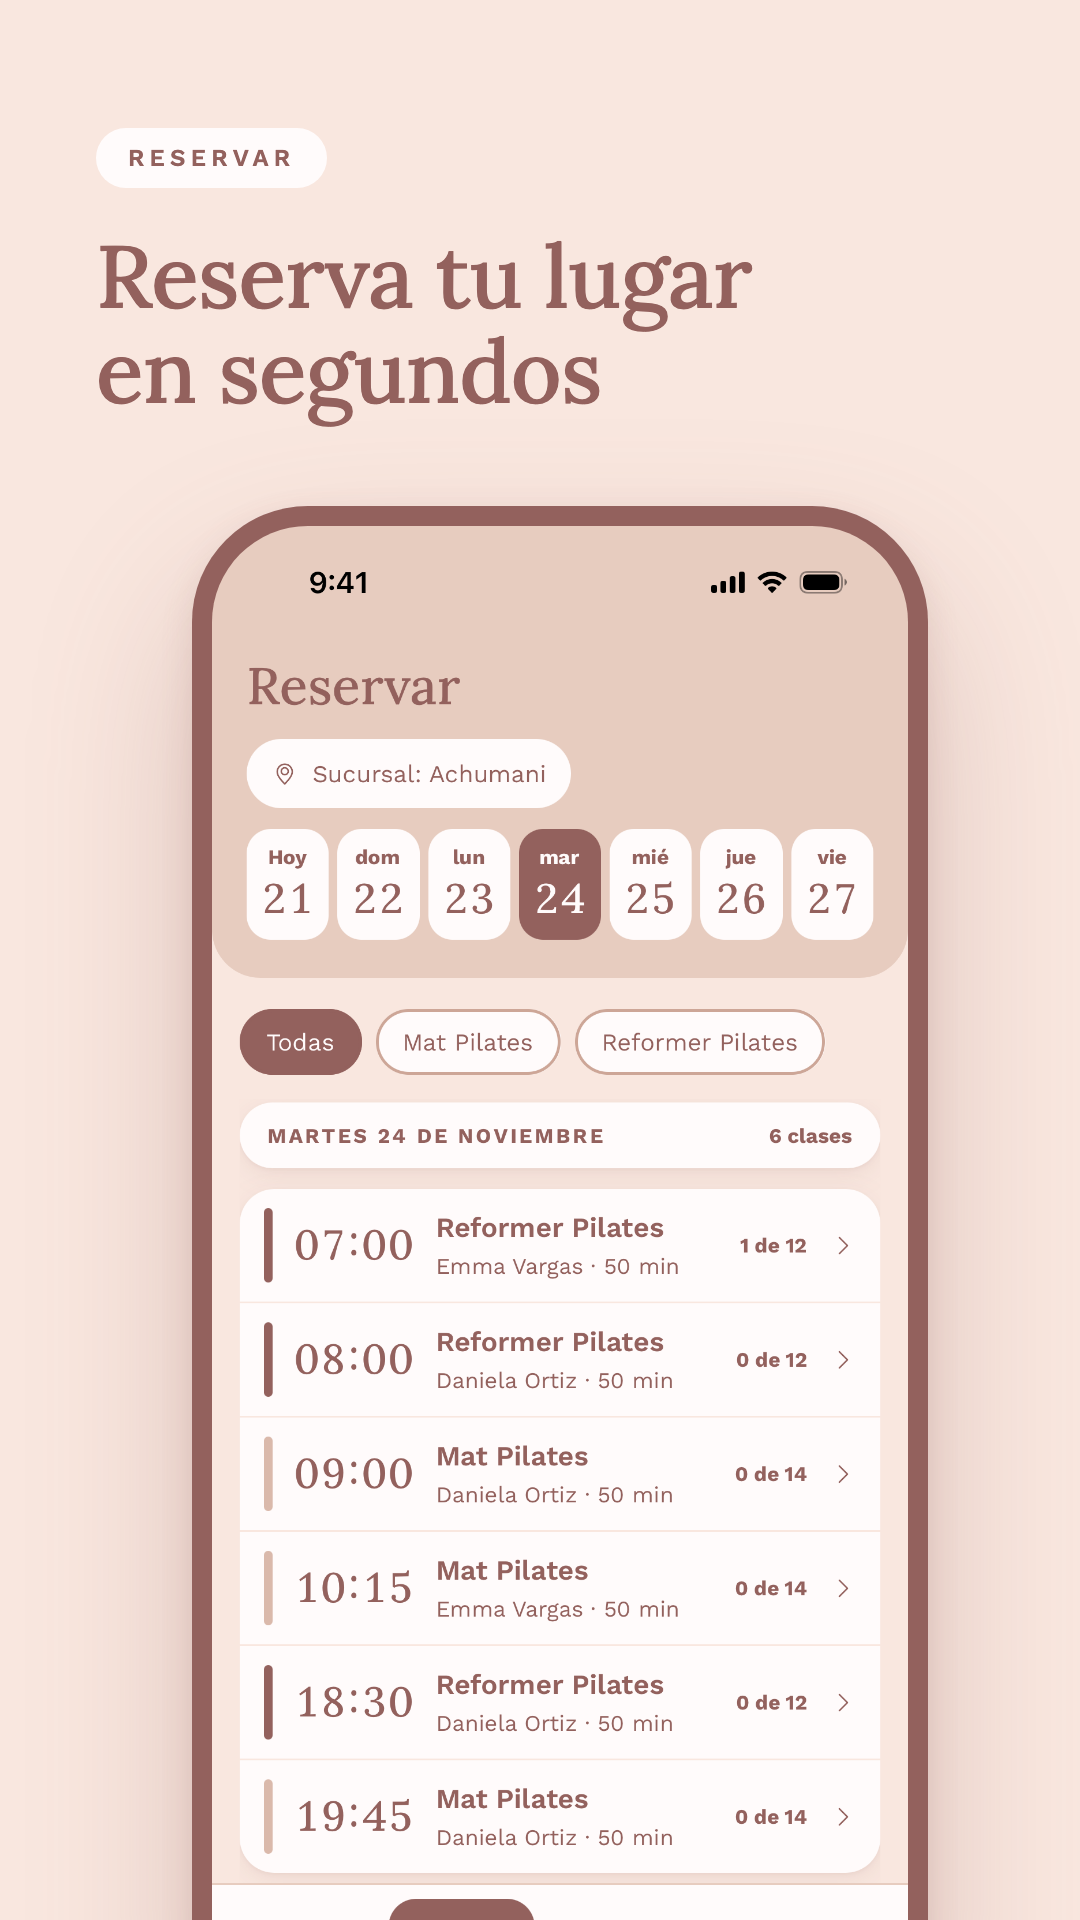 RESERVAR
Reserva tu lugar
en segundos
9:41
Reservar
Sucursal: Achumani
Hoy dom lun mar mié jue vie
21 22 23 24 25 26 27
Todas Mat Pilates Reformer Pilates
MARTES 24 DE NOVIEMBRE 6 clases
07:00 Reformer Pilates 1 de 12
Emma Vargas · 50 min
08:00 Reformer Pilates 0 de 12
Daniela Ortiz · 50 min
09:00 Mat Pilates 0 de 14
Daniela Ortiz · 50 min
10:15 Mat Pilates 0 de 14
Emma Vargas · 50 min
18:30 Reformer Pilates 0 de 12
Daniela Ortiz · 50 min
19:45 Mat Pilates 0 de 14
Daniela Ortiz · 50 min